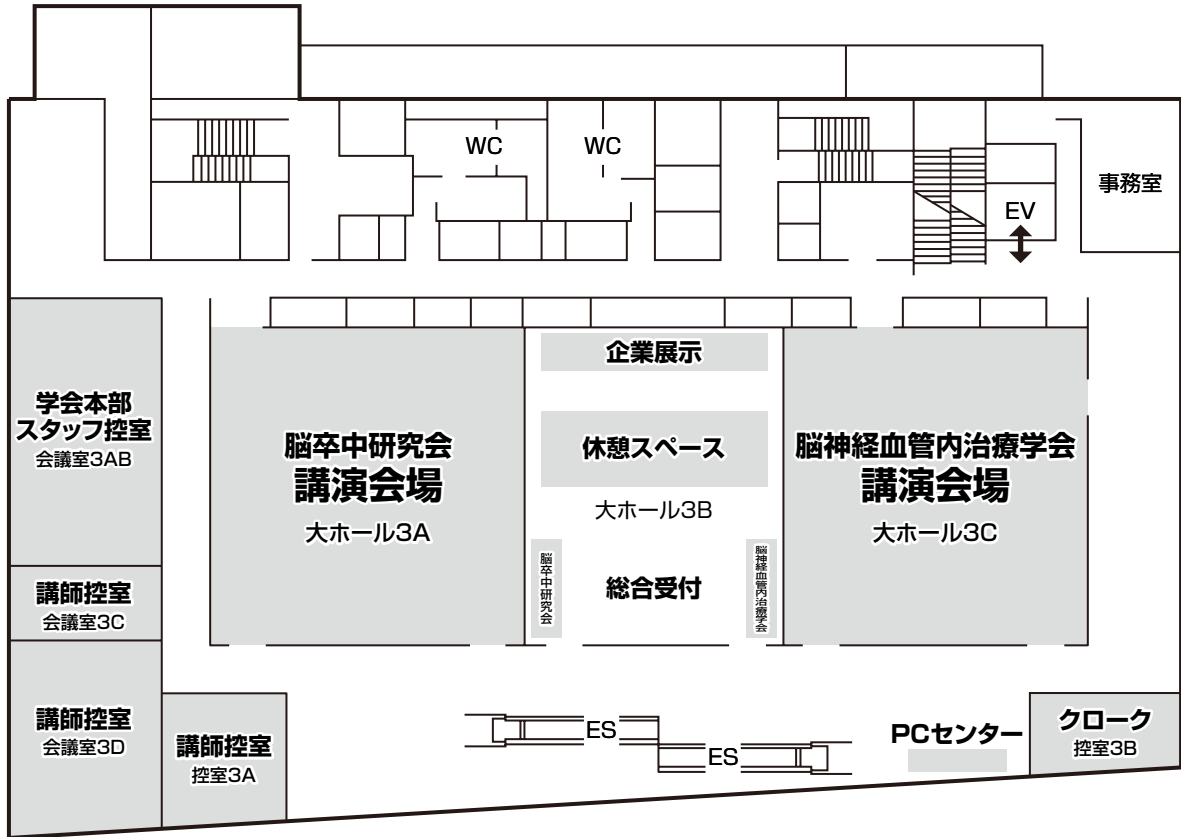 WC
WC
事務室
EV
企業展示
学会本部
スタッフ控室
会議室3AB
脳卒中研究会
講演会場
大ホール3A
休憩スペース
大ホール3B
脳神経血管内治療学会
講演会場
大ホール3C
脳卒中研究会
総合受付
脳神経血管内治療学会
講師控室
会議室3C
講師控室
会議室3D
講師控室
控室3A
ES
ES
PCセンター
クローク
控室3B